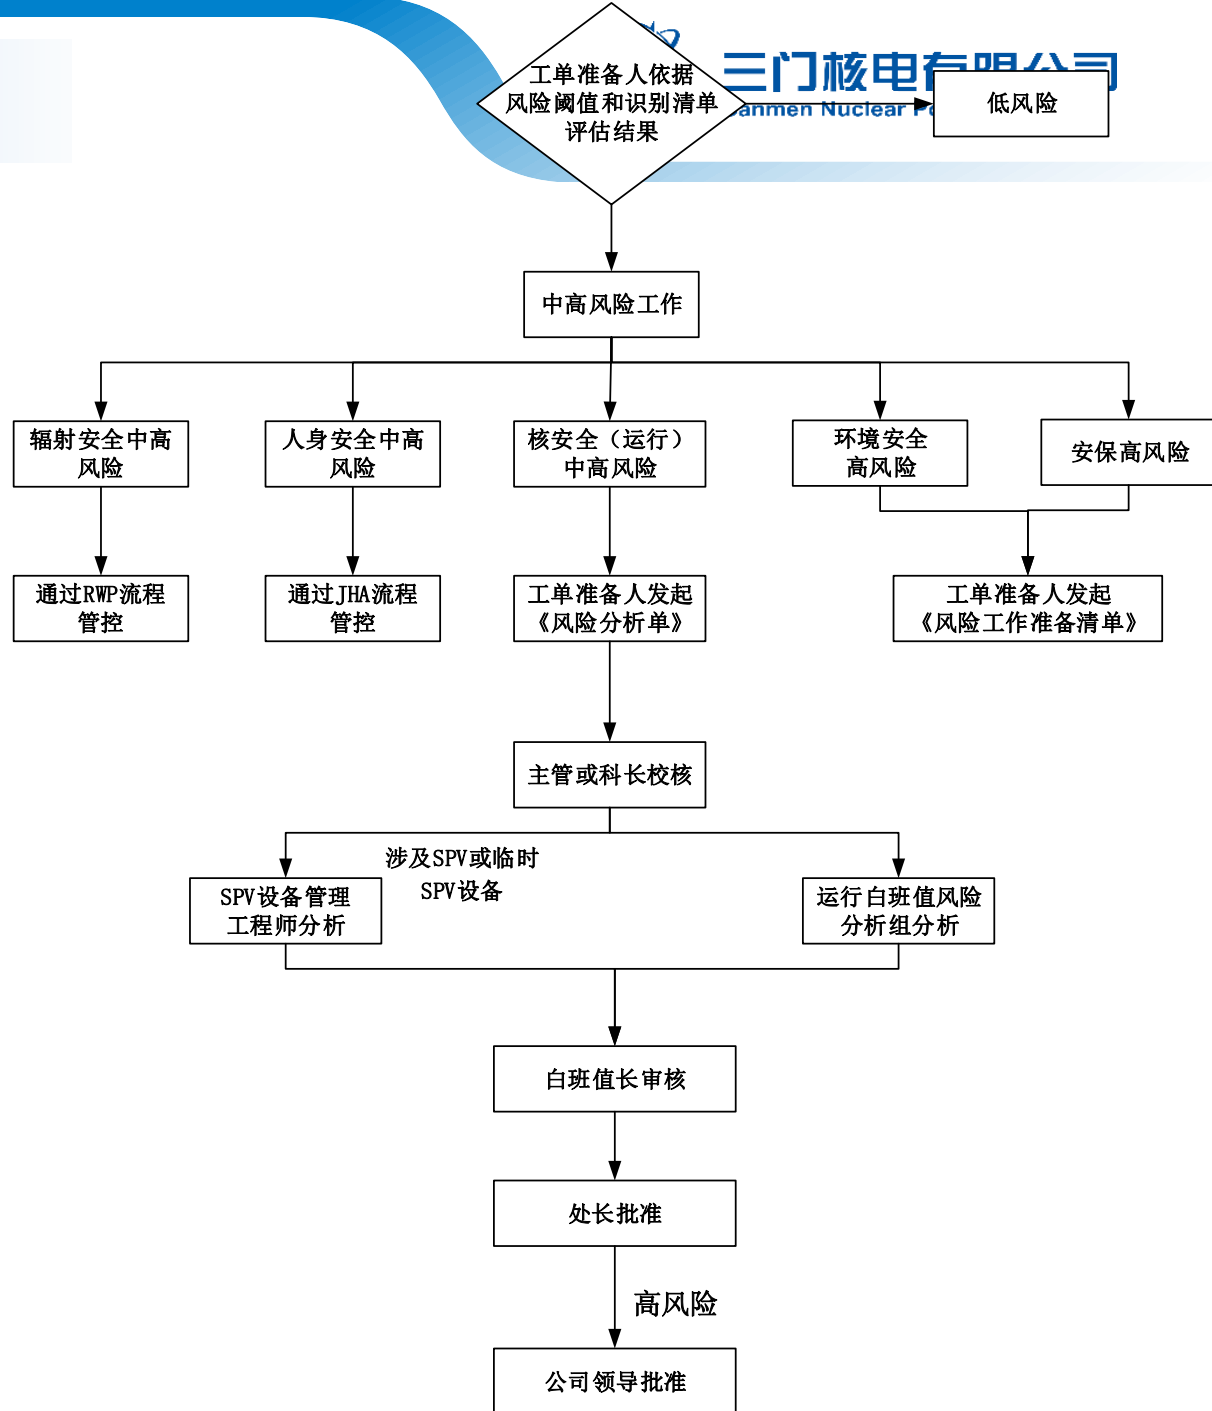 三门核电有限公司
工单准备人依据
风险阈值和识别清单
评估结果
低风险
中高风险工作
辐射安全中高
风险
人身安全中高
风险
核安全（运行）
中高风险
环境安全
高风险
安保高风险
通过RWP流程
管控
通过JHA流程
管控
工单准备人发起
《风险分析单》
工单准备人发起
《风险工作准备清单》
主管或科长校核
涉及SPV或临时
SPV设备
SPV设备管理
工程师分析
运行白班值风险
分析组分析
白班值长审核
处长批准
高风险
公司领导批准